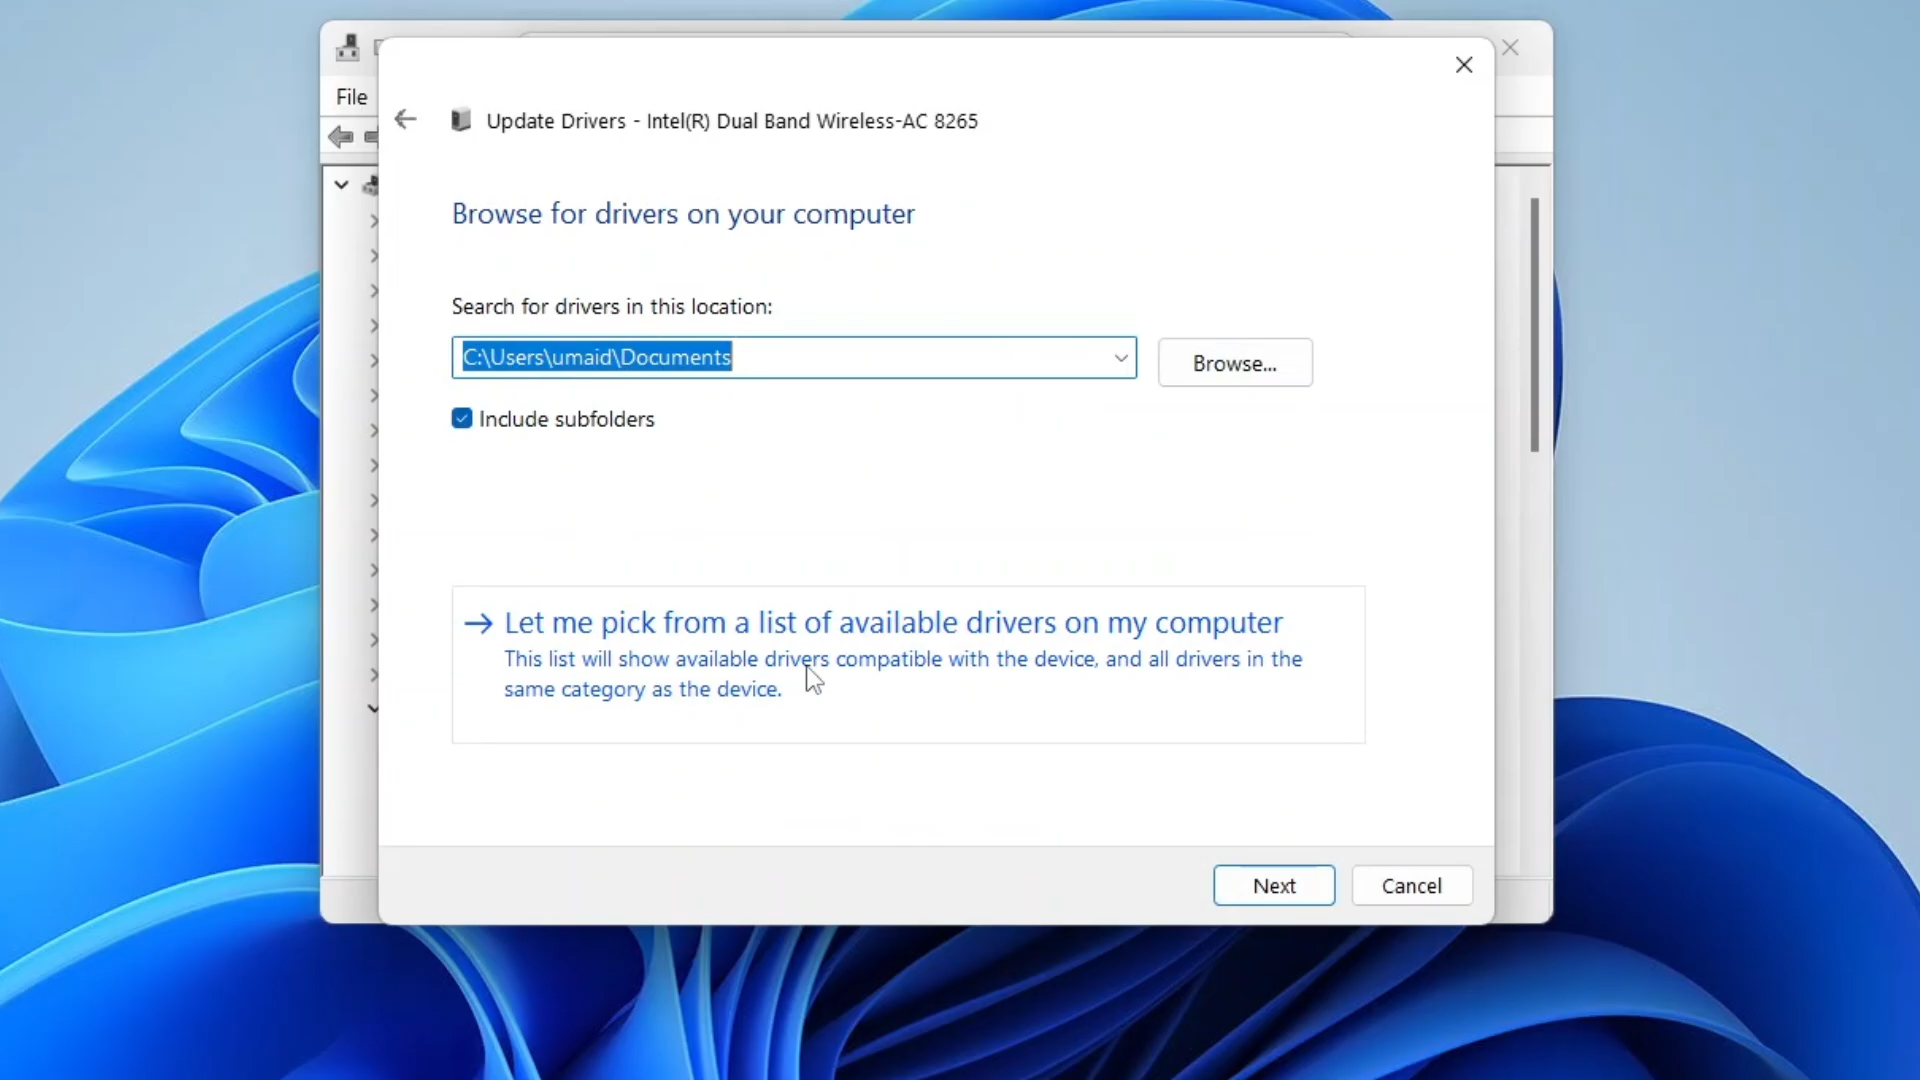 File
Update Drivers - Intel(R) Dual Band Wireless-AC 8265
Browse for drivers on your computer
Search for drivers in this location:
C:\Users\umaid\Documents
Browse...
Include subfolders
Let me pick from a list of available drivers on my computer
This list will show available drivers compatible with the device, and all drivers in the
same category as the device.
Next
Cancel